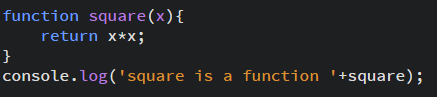 function square(x){
    return x*x;
}
console.log('square is a function '+square);